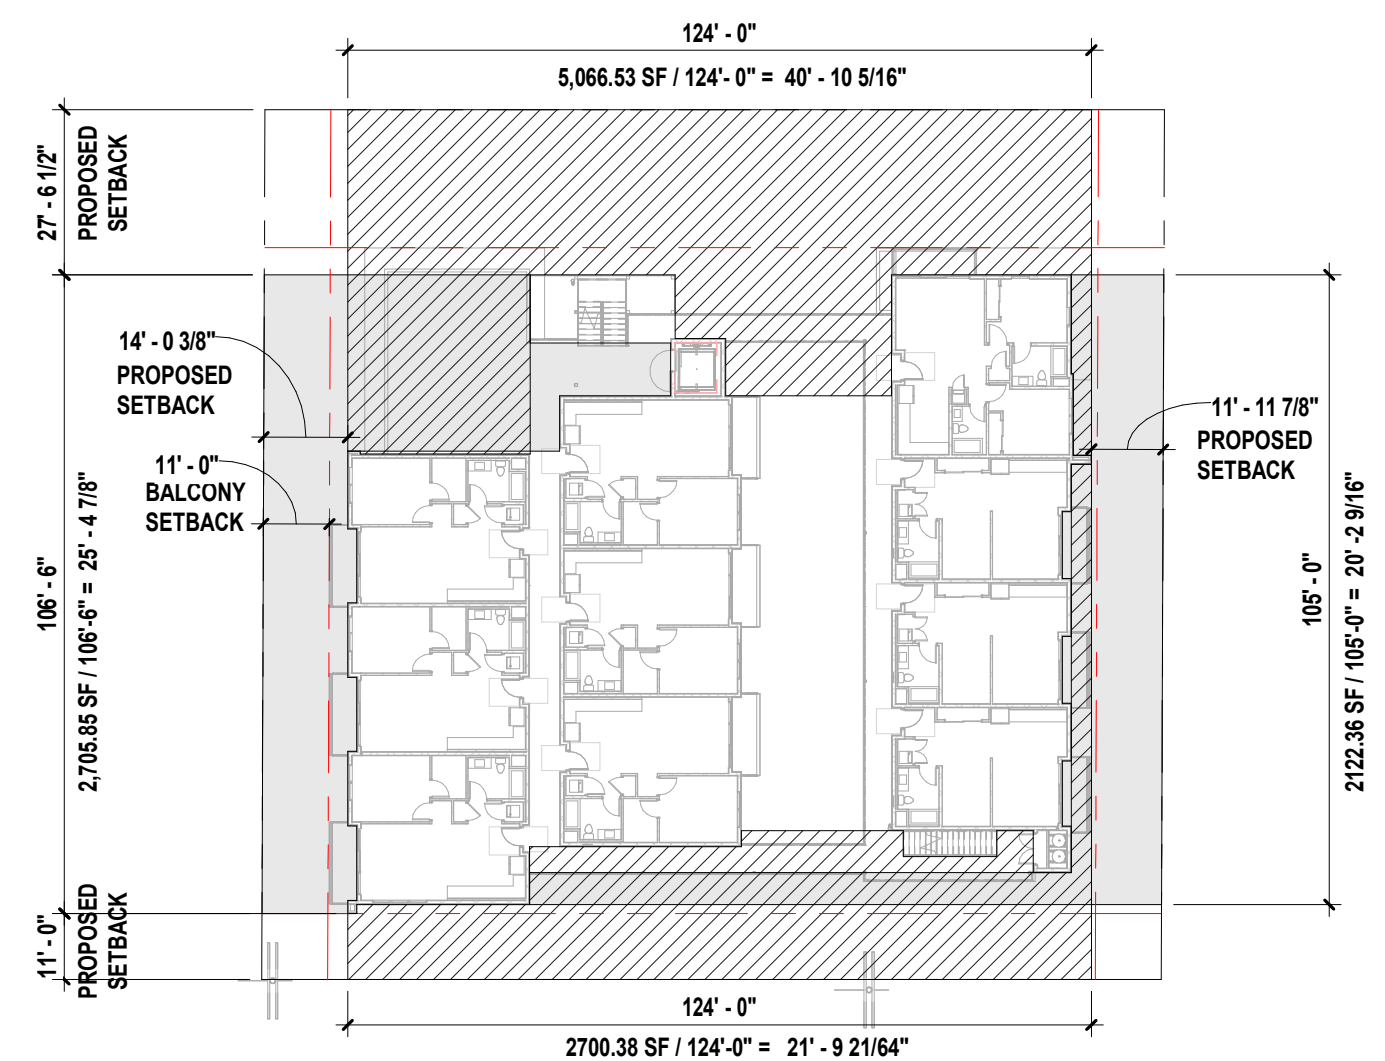 124' - 0"
5,066.53 SF / 124'- 0" = 40' - 10 5/16"
27' - 6 1/2"
PROPOSED
SETBACK
14' - 0 3/8"
PROPOSED
SETBACK
11' - 0"
BALCONY
SETBACK
11' - 11 7/8"
PROPOSED
SETBACK
106' - 6"
2,705.85 SF / 106'-6" = 25' - 4 7/8"
105' - 0"
2122.36 SF / 105'-0" = 20' -2 9/16"
11' - 0"
PROPOSED
SETBACK
124' - 0"
2700.38 SF / 124'-0" = 21' - 9 21/64"